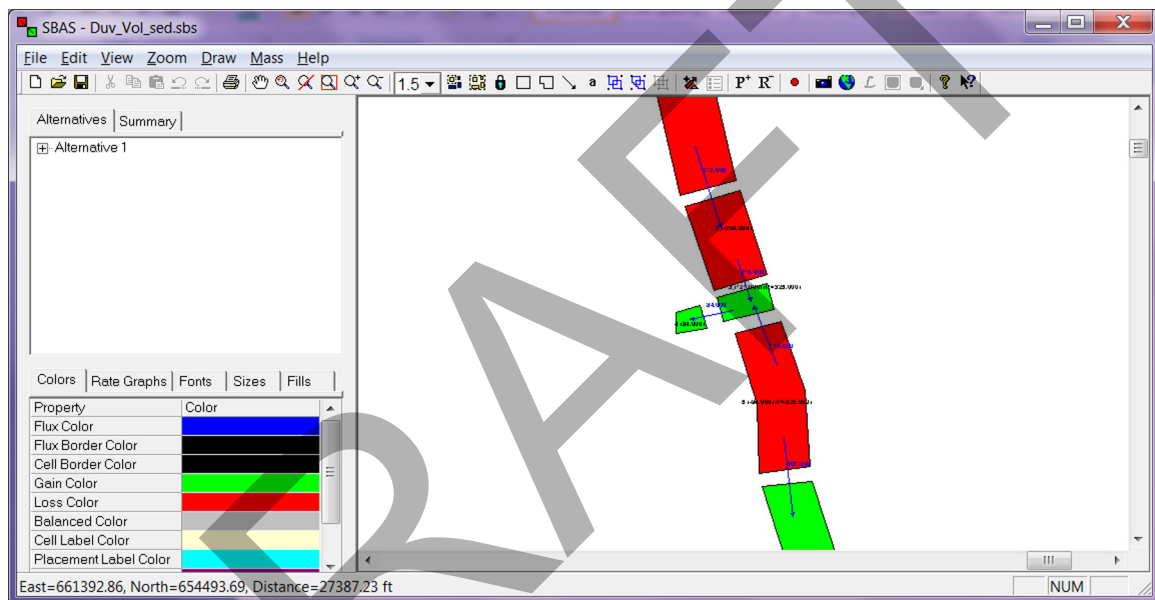 SBAS - Duv_Vol_sed.sbs
File Edit View Zoom Draw Mass Help
1.5
a
P+ R-
£
Alternatives Summary
Alternative 1
Colors Rate Graphs Fonts Sizes Fills
Property Color
Flux Color
Flux Border Color
Cell Border Color
Gain Color
Loss Color
Balanced Color
Cell Label Color
Placement Label Color
East=661392.86, North=654493.69, Distance=27387.23 ft
NUM
DRAFT